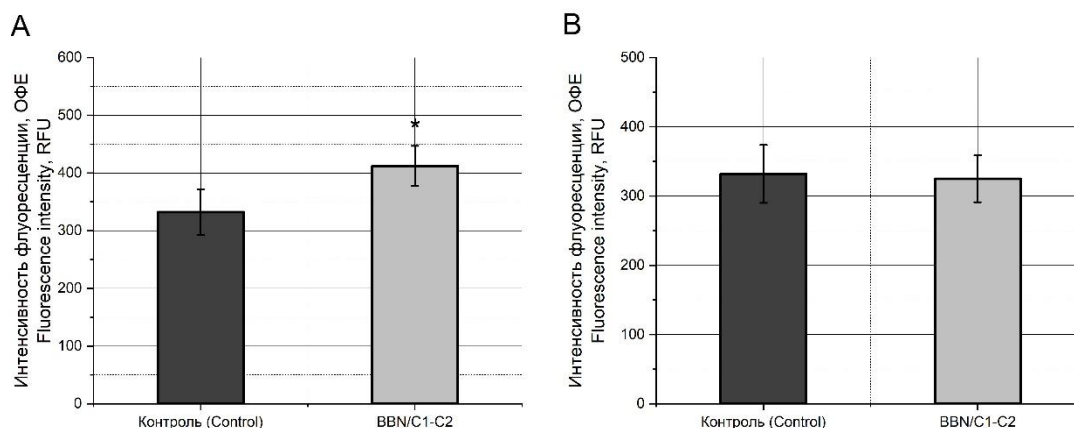 A
Интенсивность флуоресценции, ОФЕ
Fluorescence intensity, RFU
600
500
400
300
200
100
0
*
Контроль (Control)
BBN/C1-C2
B
Интенсивность флуоресценции, ОФЕ
Fluorescence intensity, RFU
500
400
300
200
100
0
Контроль (Control)
BBN/C1-C2